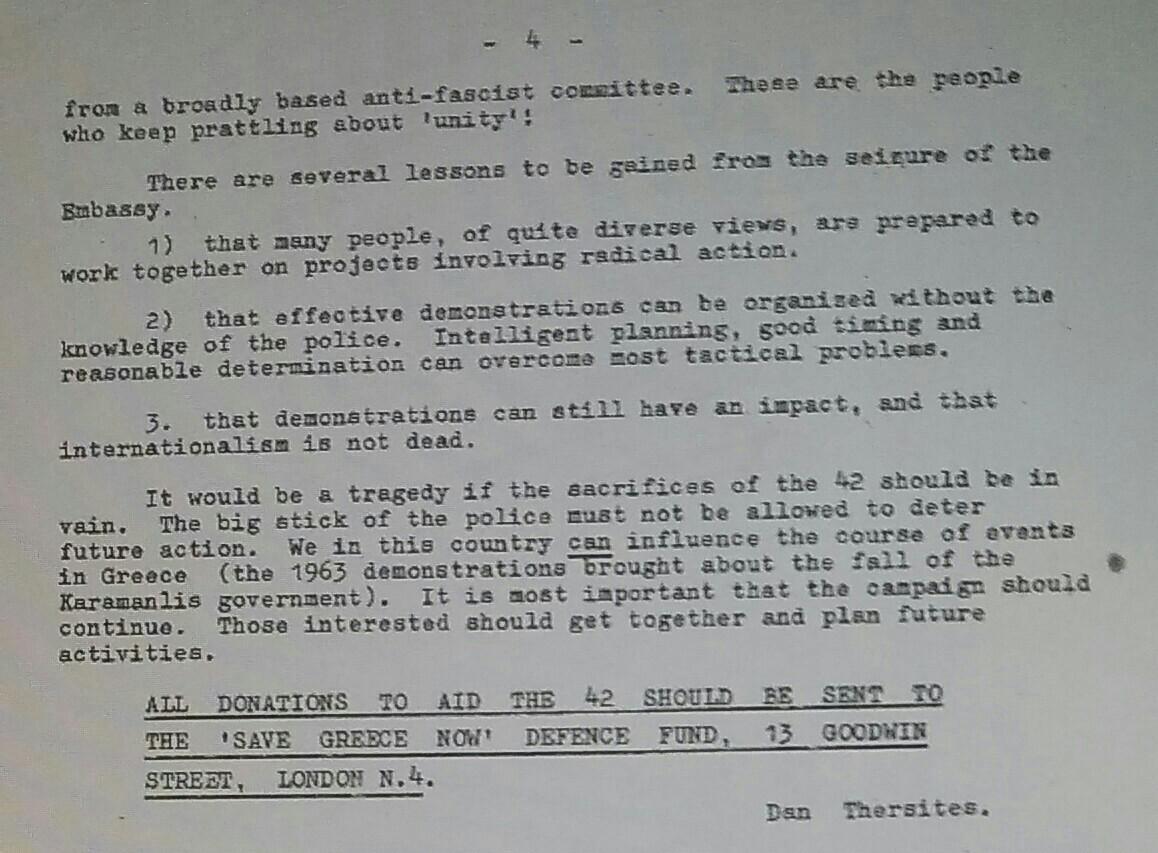 - 4 -
from a broadly based anti-fascist committee. These are the people
who keep prattling about 'unity'!
There are several lessons to be gained from the seizure of the
Embassy.
1) that many people, of quite diverse views, are prepared to
work together on projects involving radical action.
2) that effective demonstrations can be organised without the
knowledge of the police. Intelligent planning, good timing and
reasonable determination can overcome most tactical problems.
3. that demonstrations can still have an impact, and that
internationalism is not dead.
It would be a tragedy if the sacrifices of the 42 should be in
vain. The big stick of the police must not be allowed to deter
future action. We in this country can influence the course of events
in Greece (the 1963 demonstrations brought about the fall of the
Karamanlis government). It is most important that the campaign should
continue. Those interested should get together and plan future
activities.
ALL DONATIONS TO AID THE 42 SHOULD BE SENT TO
THE 'SAVE GREECE NOW' DEFENCE FUND, 13 GOODWIN
STREET, LONDON N.4.
Dan Thersites.